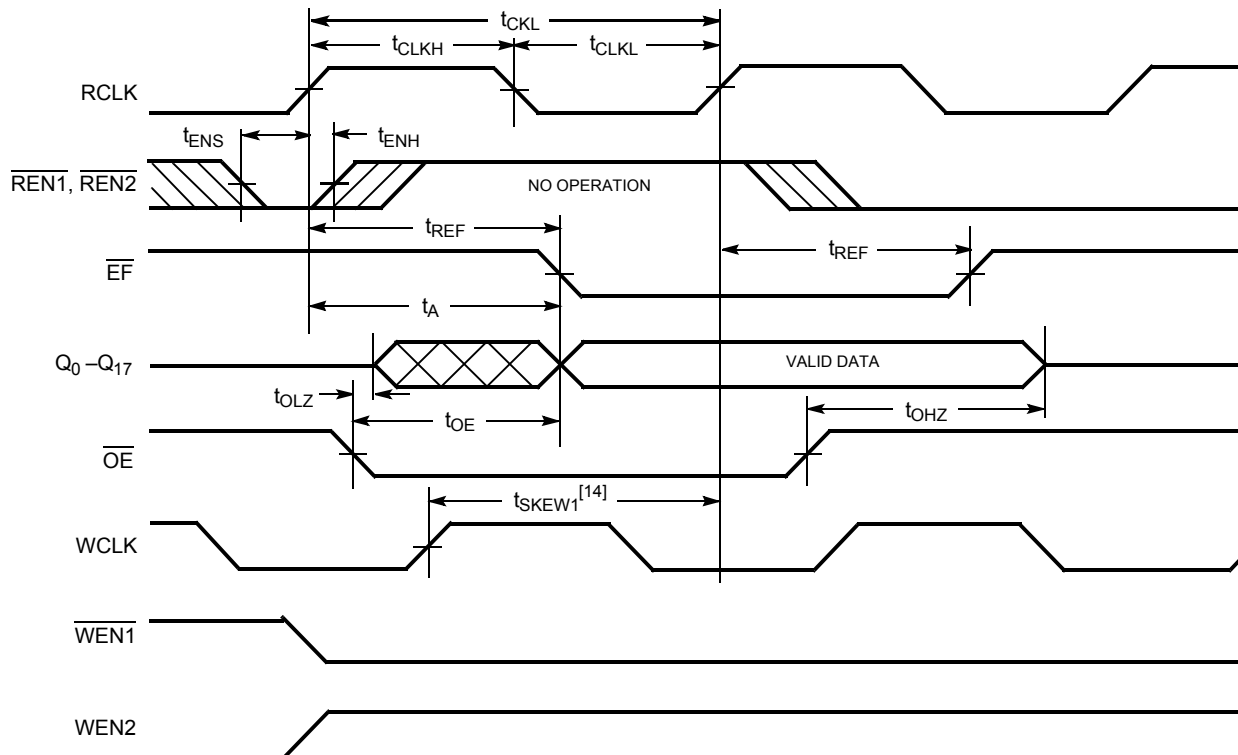 tCKL
tCLKH tCLKL
RCLK
tENS tENH
REN1, REN2
NO OPERATION
tREF
tREF
EF
tA
Q0 –Q17
VALID DATA
tOLZ
tOE
tOHZ
OE
tSKEW1[14]
WCLK
WEN1
WEN2